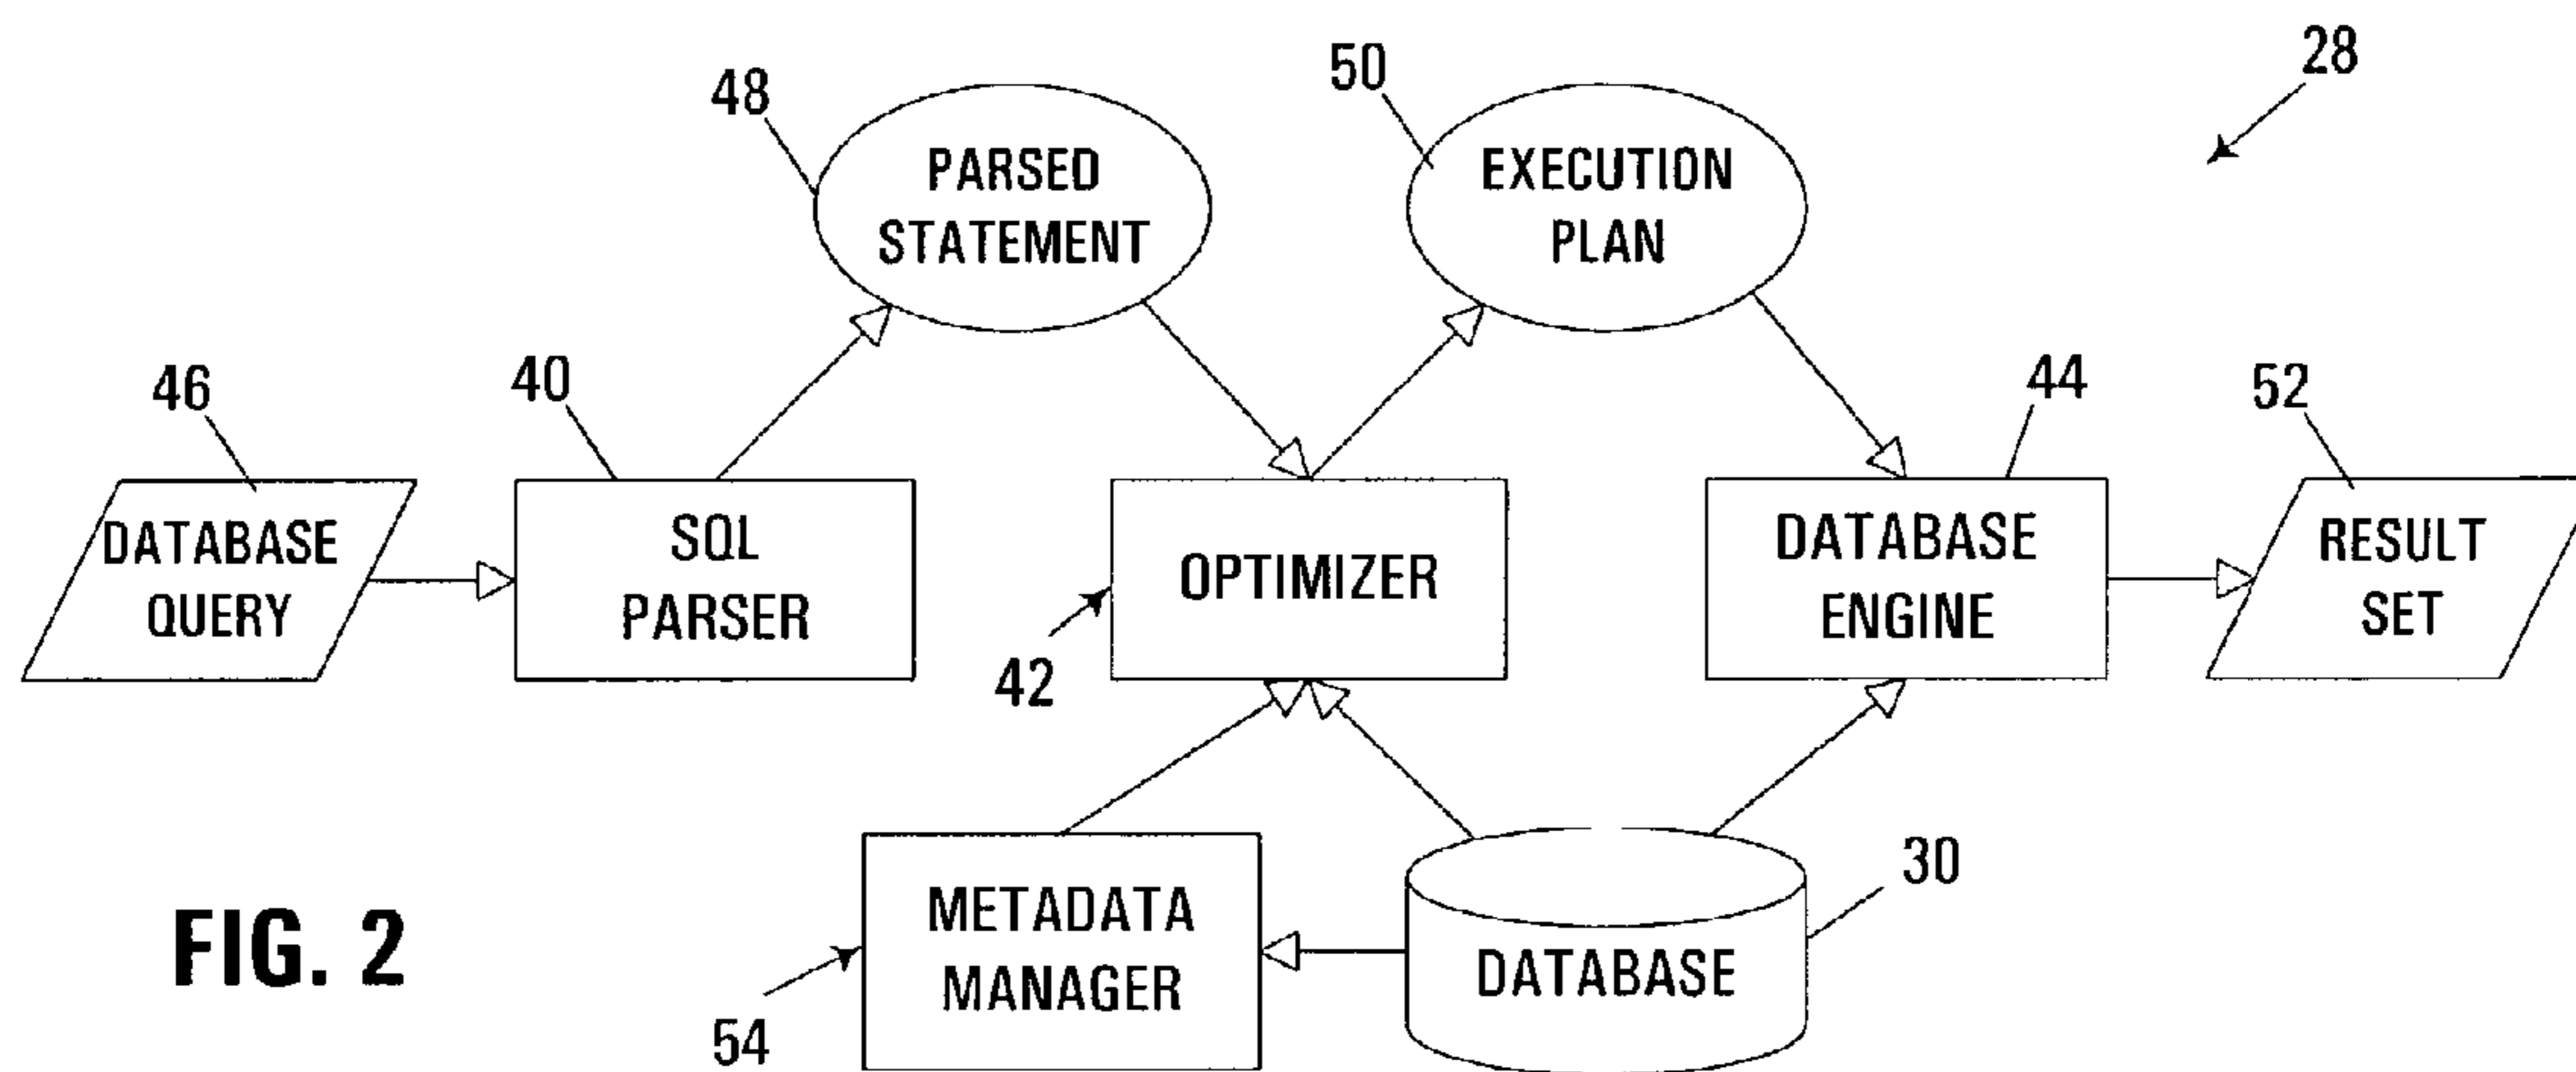 28
50
48
PARSED
STATEMENT
EXECUTION
PLAN
46
40
44
52
DATABASE
QUERY
SQL
PARSER
OPTIMIZER
DATABASE
ENGINE
RESULT
SET
42
30
METADATA
MANAGER
DATABASE
54
FIG. 2